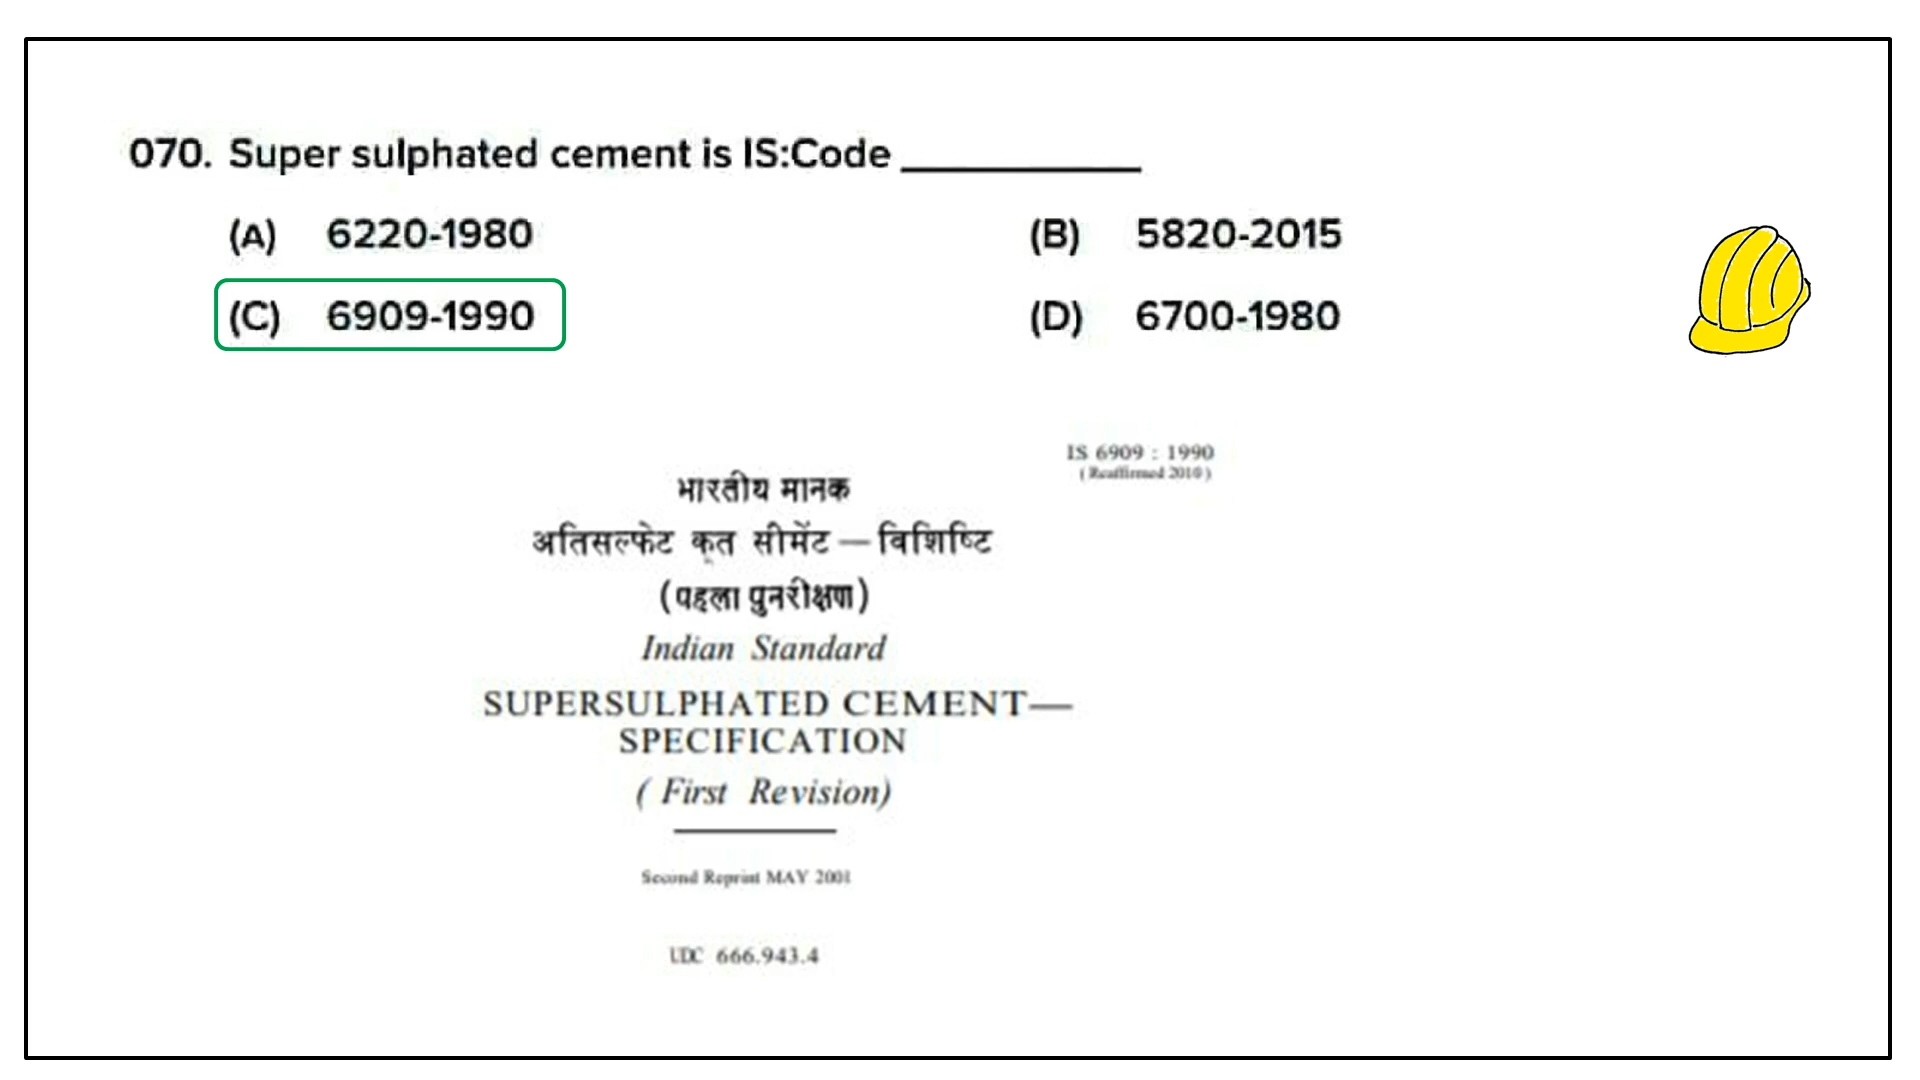 070. Super sulphated cement is IS:Code ____________
(A) 6220-1980 (B) 5820-2015
(C) 6909-1990 (D) 6700-1980
IS 6909 : 1990
( Reaffirmed 2010 )
भारतीय मानक
अतिसल्फेट कृत सीमेंट — विशिष्टि
(पहला पुनरीक्षण)
Indian Standard
SUPERSULPHATED CEMENT—
SPECIFICATION
( First Revision)
Second Reprint MAY 2001
UDC 666.943.4